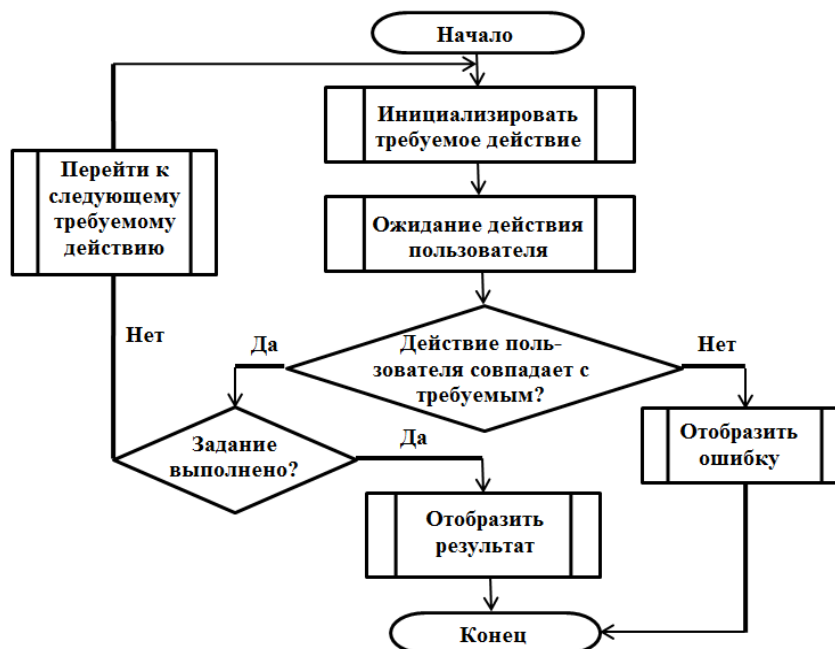 Начало
Инициализировать
требуемое действие
Перейти к
следующему
требуемому
действию
Ожидание действия
пользователя
Нет
Да
Действие поль-
зователя совпадает с
требуемым?
Нет
Задание
выполнено?
Да
Отобразить
ошибку
Отобразить
результат
Конец